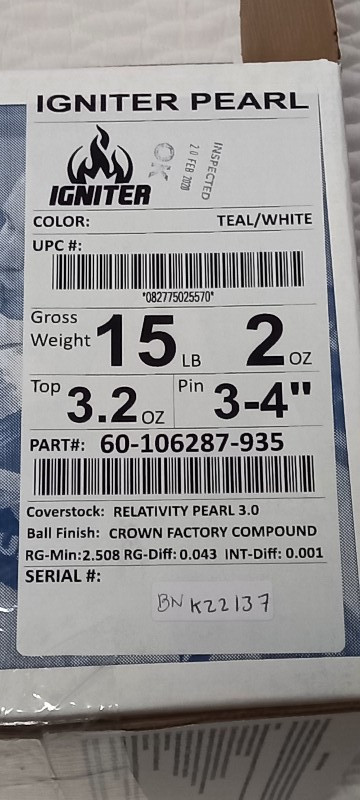 IGNITER PEARL
IGNITER
OK
INSPECTED
20 FEB 2020
COLOR: TEAL/WHITE
UPC #:
*082775025570*
Gross Weight 15 LB 2 OZ
Top 3.2 OZ Pin 3-4"
PART#: 60-106287-935
Coverstock: RELATIVITY PEARL 3.0
Ball Finish: CROWN FACTORY COMPOUND
RG-Min:2.508 RG-Diff: 0.043 INT-Diff: 0.001
SERIAL #:
BN K22137